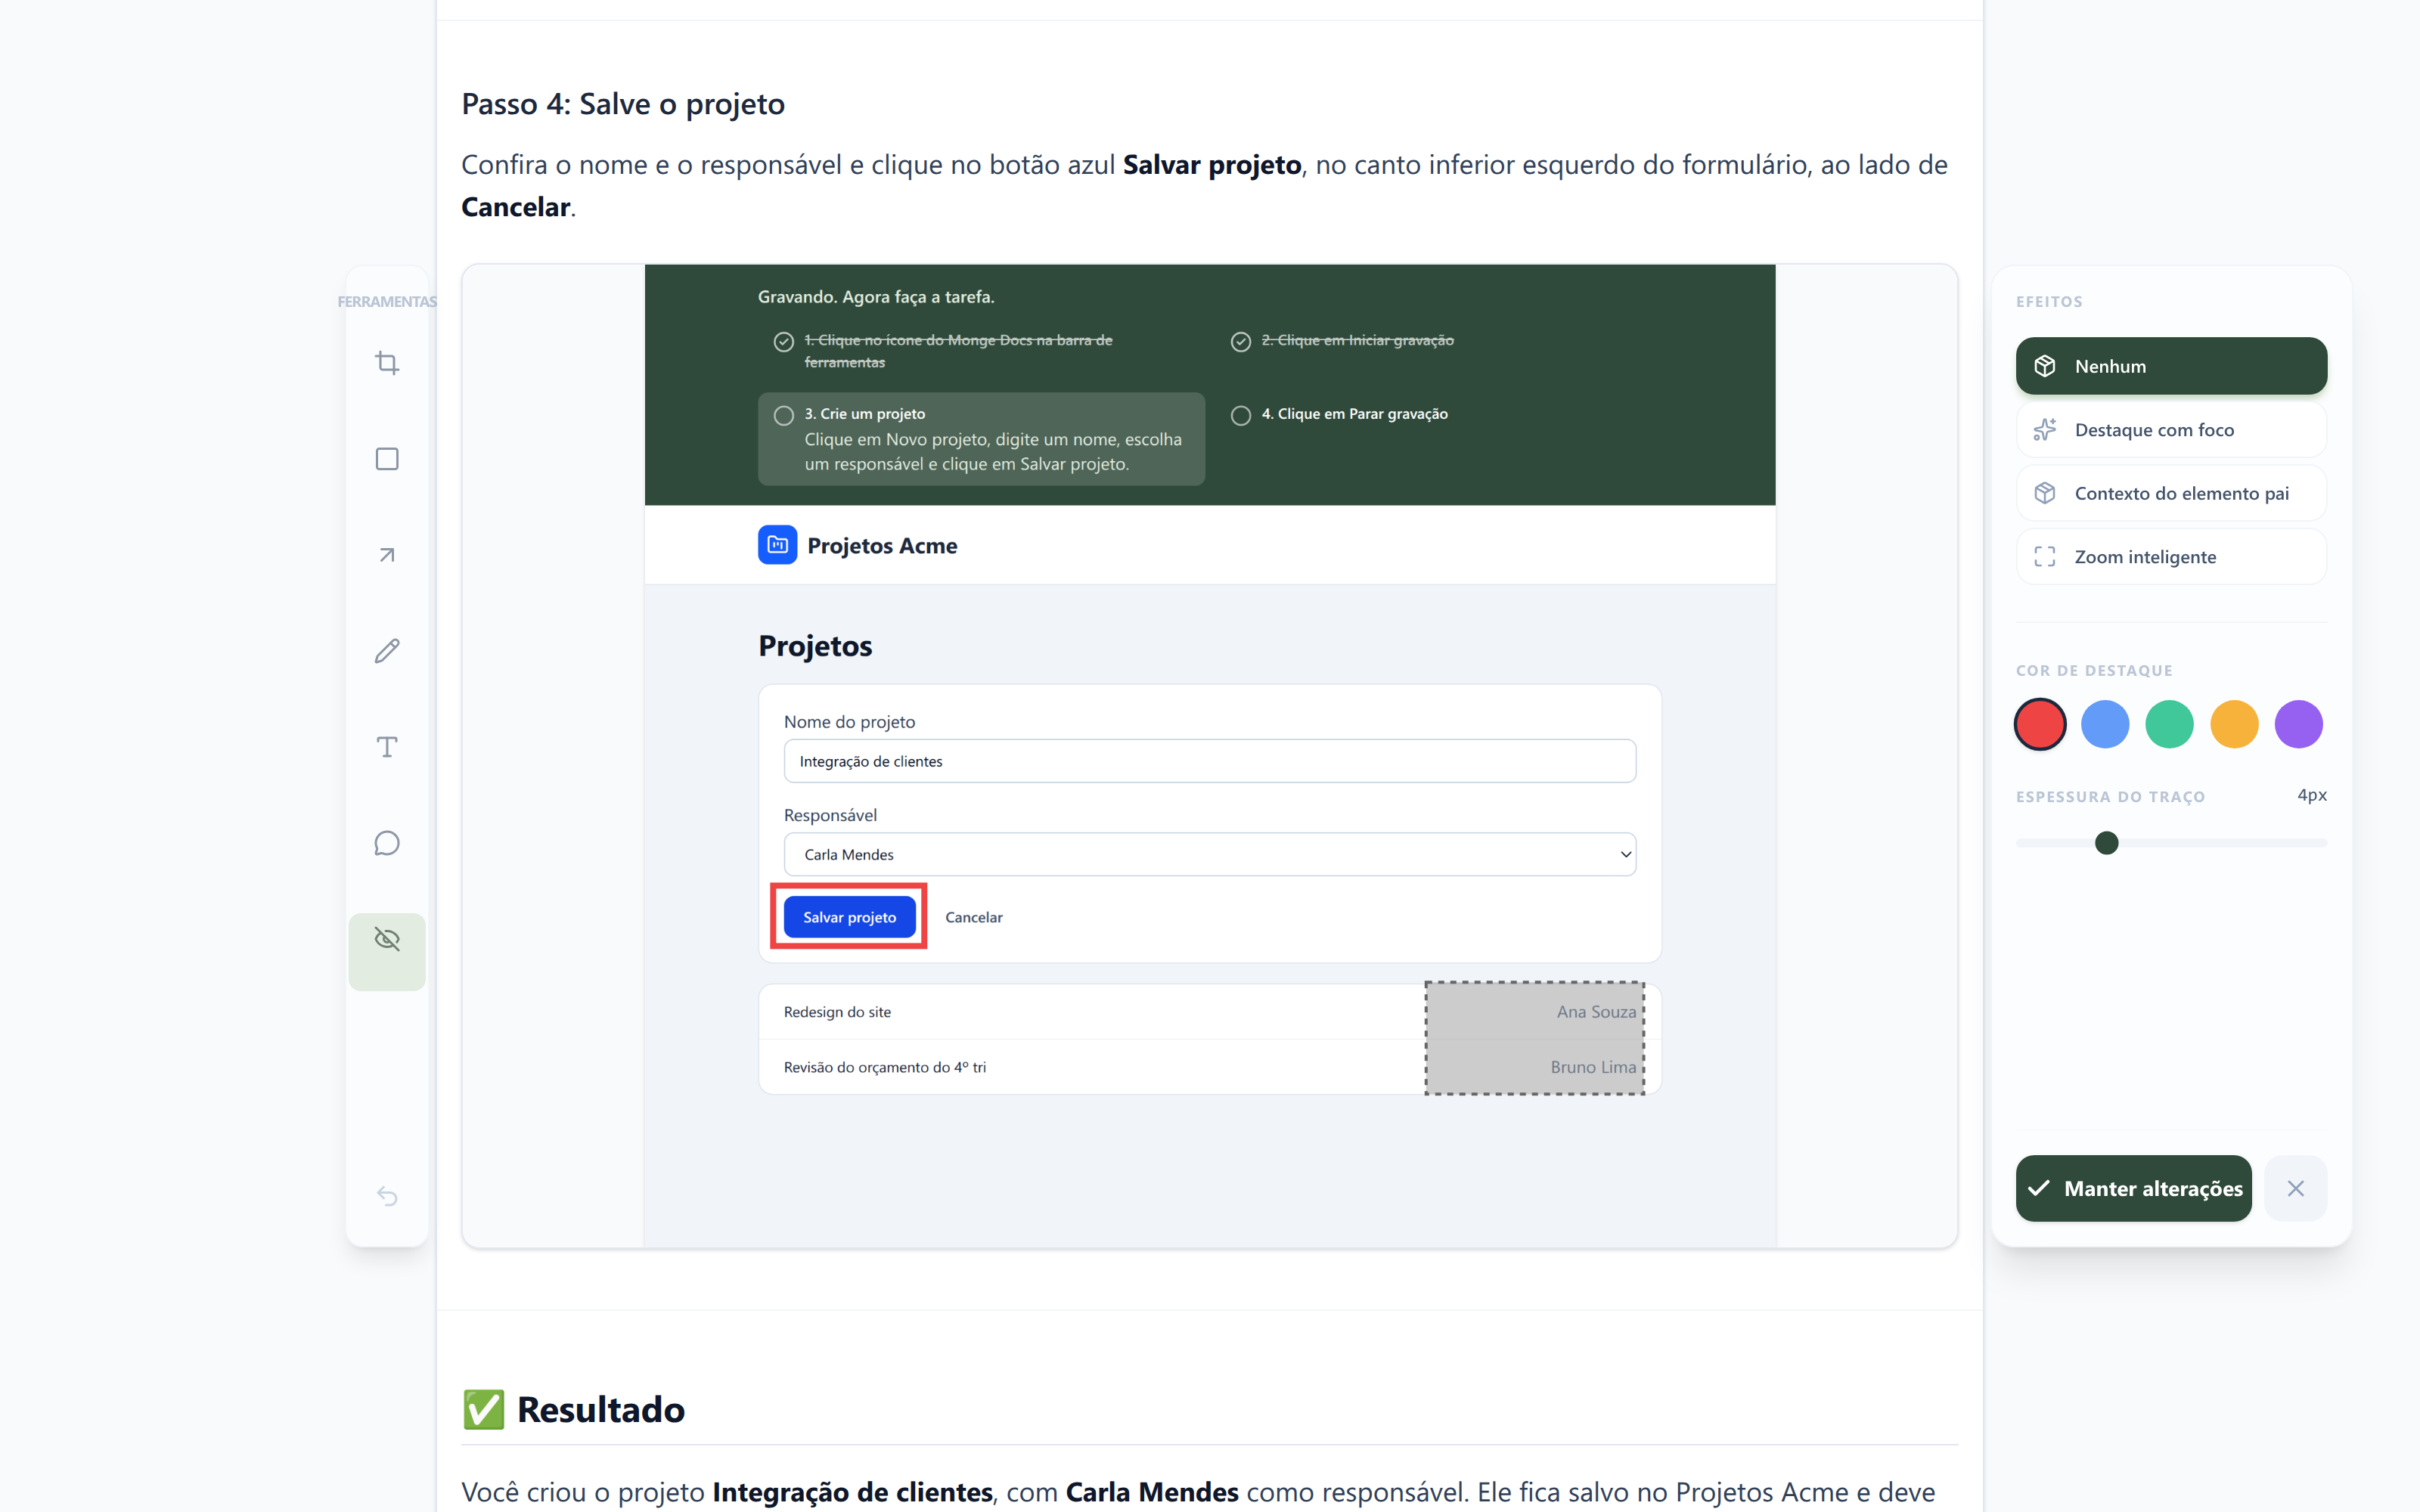 Passo 4: Salve o projeto
Confira o nome e o responsável e clique no botão azul Salvar projeto, no canto inferior esquerdo do formulário, ao lado de
Cancelar.
FERRAMENTAS
Gravando. Agora faça a tarefa.
1. Clique no ícone do Monge Docs na barra de
ferramentas
2. Clique em Iniciar gravação
3. Crie um projeto
Clique em Novo projeto, digite um nome, escolha
um responsável e clique em Salvar projeto.
4. Clique em Parar gravação
Projetos Acme
Projetos
Nome do projeto
Integração de clientes
Responsável
Carla Mendes
Salvar projeto
Cancelar
Redesign do site
Ana Souza
Revisão do orçamento do 4º tri
Bruno Lima
EFEITOS
Nenhum
Destaque com foco
Contexto do elemento pai
Zoom inteligente
COR DE DESTAQUE
ESPESSURA DO TRAÇO
4px
Manter alterações
✅ Resultado
Você criou o projeto Integração de clientes, com Carla Mendes como responsável. Ele fica salvo no Projetos Acme e deve